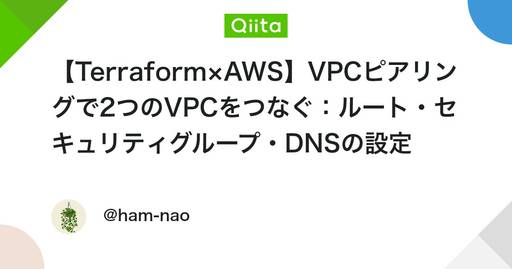 Qiita
【Terraform×AWS】VPCピアリン
グで2つのVPCをつなぐ：ルート・セ
キュリティグループ・DNSの設定
@ham-nao